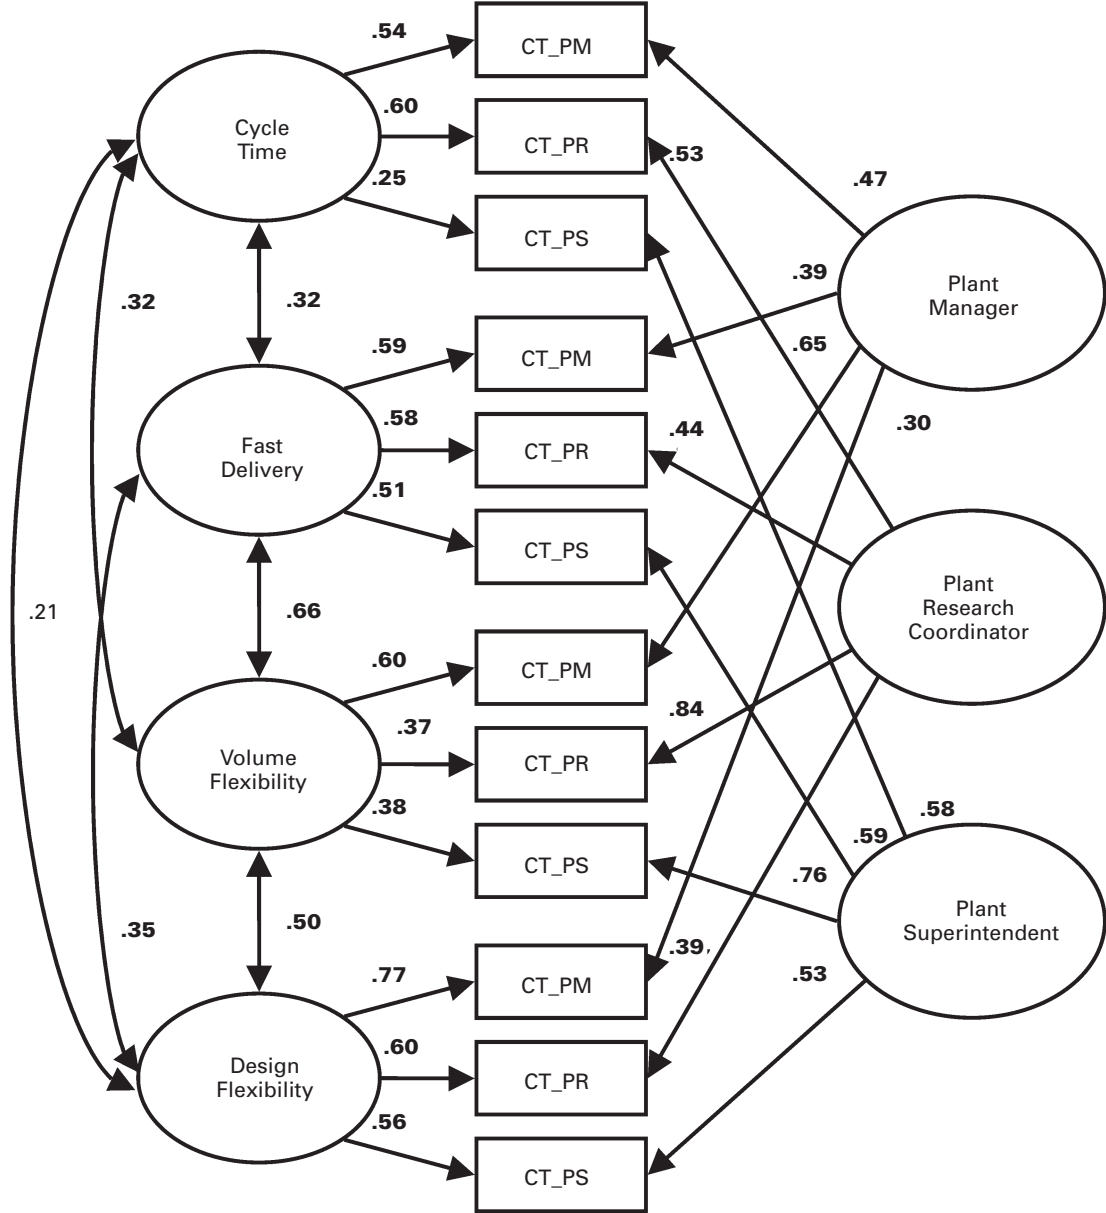 .54
CT_PM
.60
Cycle
Time
CT_PR
.53
.25
.47
CT_PS
.39
Plant
Manager
.32
.32
.59
CT_PM
.65
.58
.44
.30
Fast
Delivery
CT_PR
.51
CT_PS
Plant
Research
Coordinator
.21
.66
.60
CT_PM
.84
.37
Volume
Flexibility
CT_PR
.38
.58
.59
CT_PS
.76
Plant
Superintendent
.35
.50
.39
.77
CT_PM
.53
.60
Design
Flexibility
CT_PR
.56
CT_PS